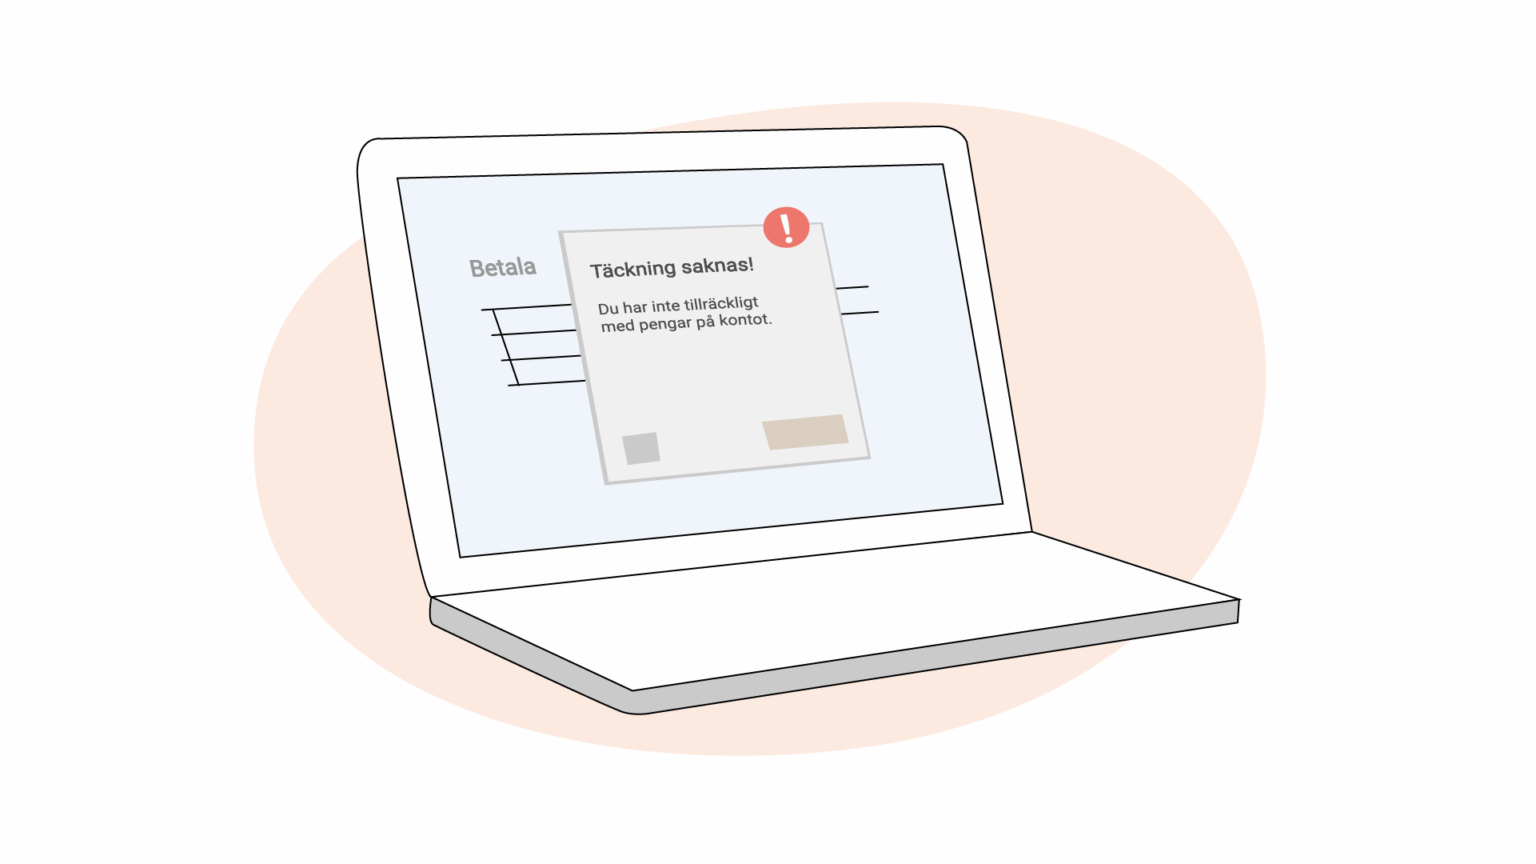 Betala
Täckning saknas!
Du har inte tillräckligt
med pengar på kontot.